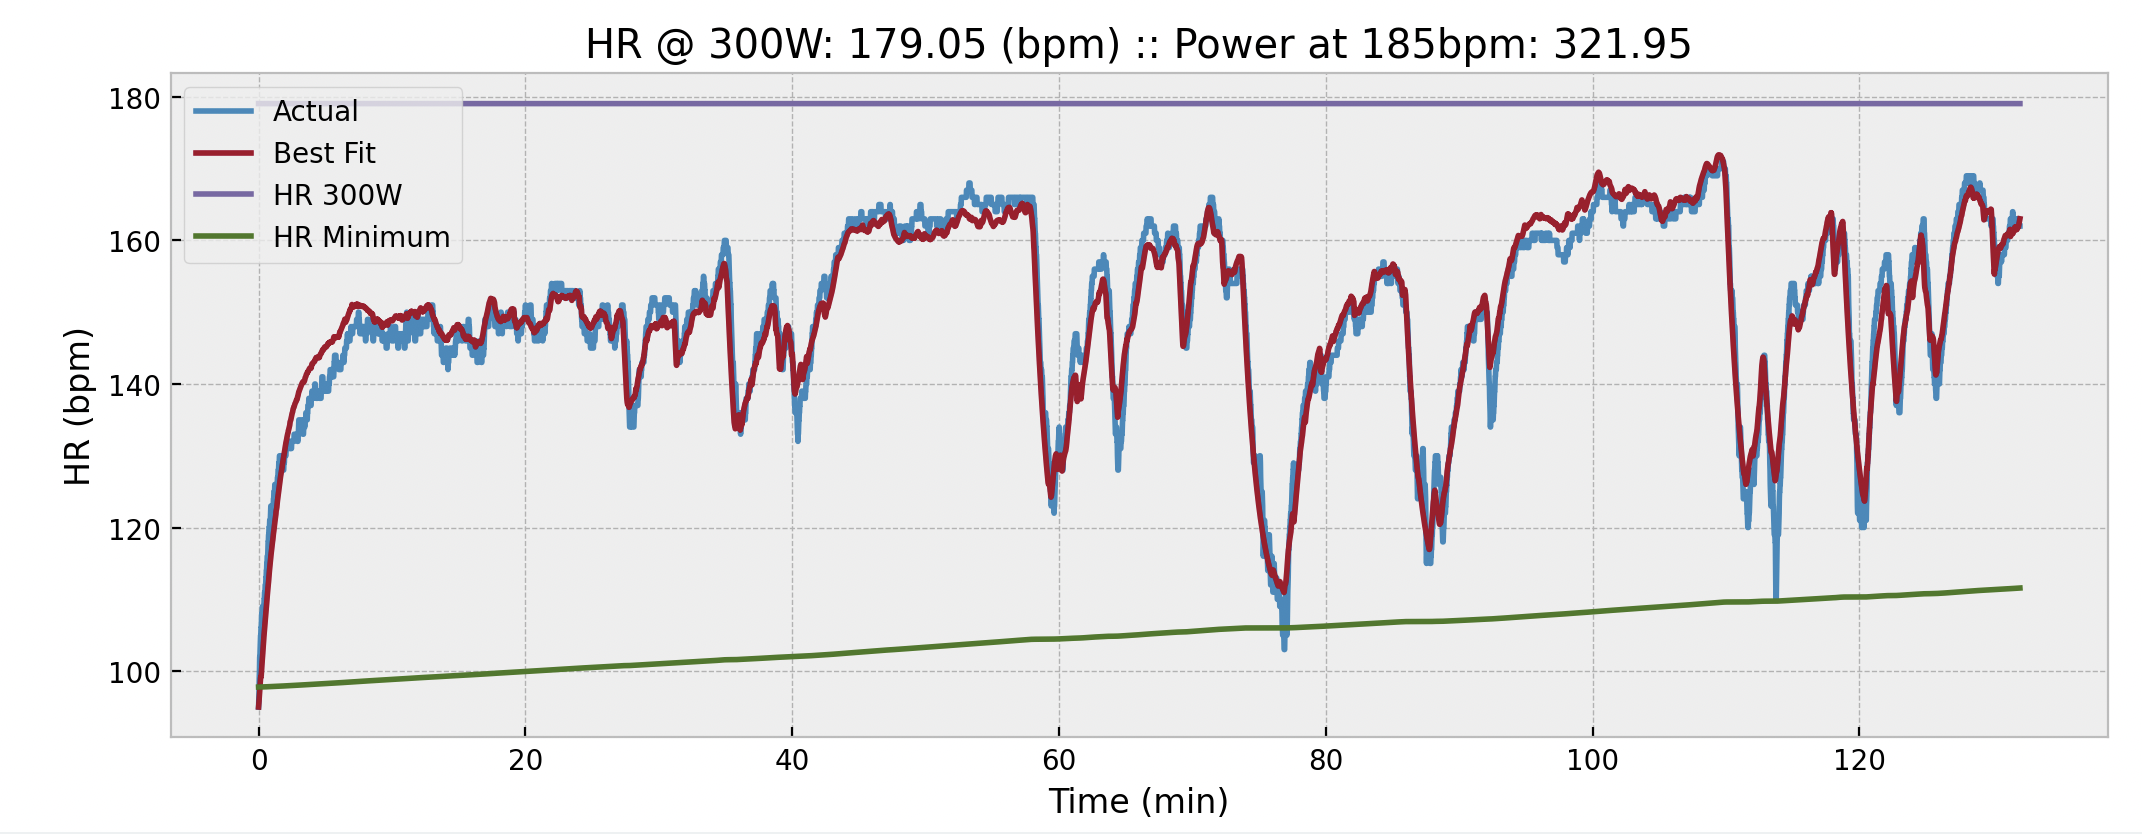 HR @ 300W: 179.05 (bpm) :: Power at 185bpm: 321.95
180
160
140
120
100
HR (bpm)
Actual
Best Fit
HR 300W
HR Minimum
0 20 40 60 80 100 120
Time (min)